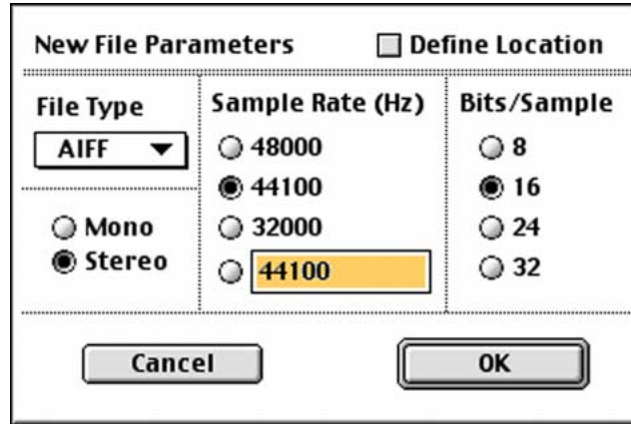 New File Parameters
Define Location
File Type
AIFF
Mono
Stereo
Sample Rate (Hz)
48000
44100
32000
44100
Bits/Sample
8
16
24
32
Cancel
OK